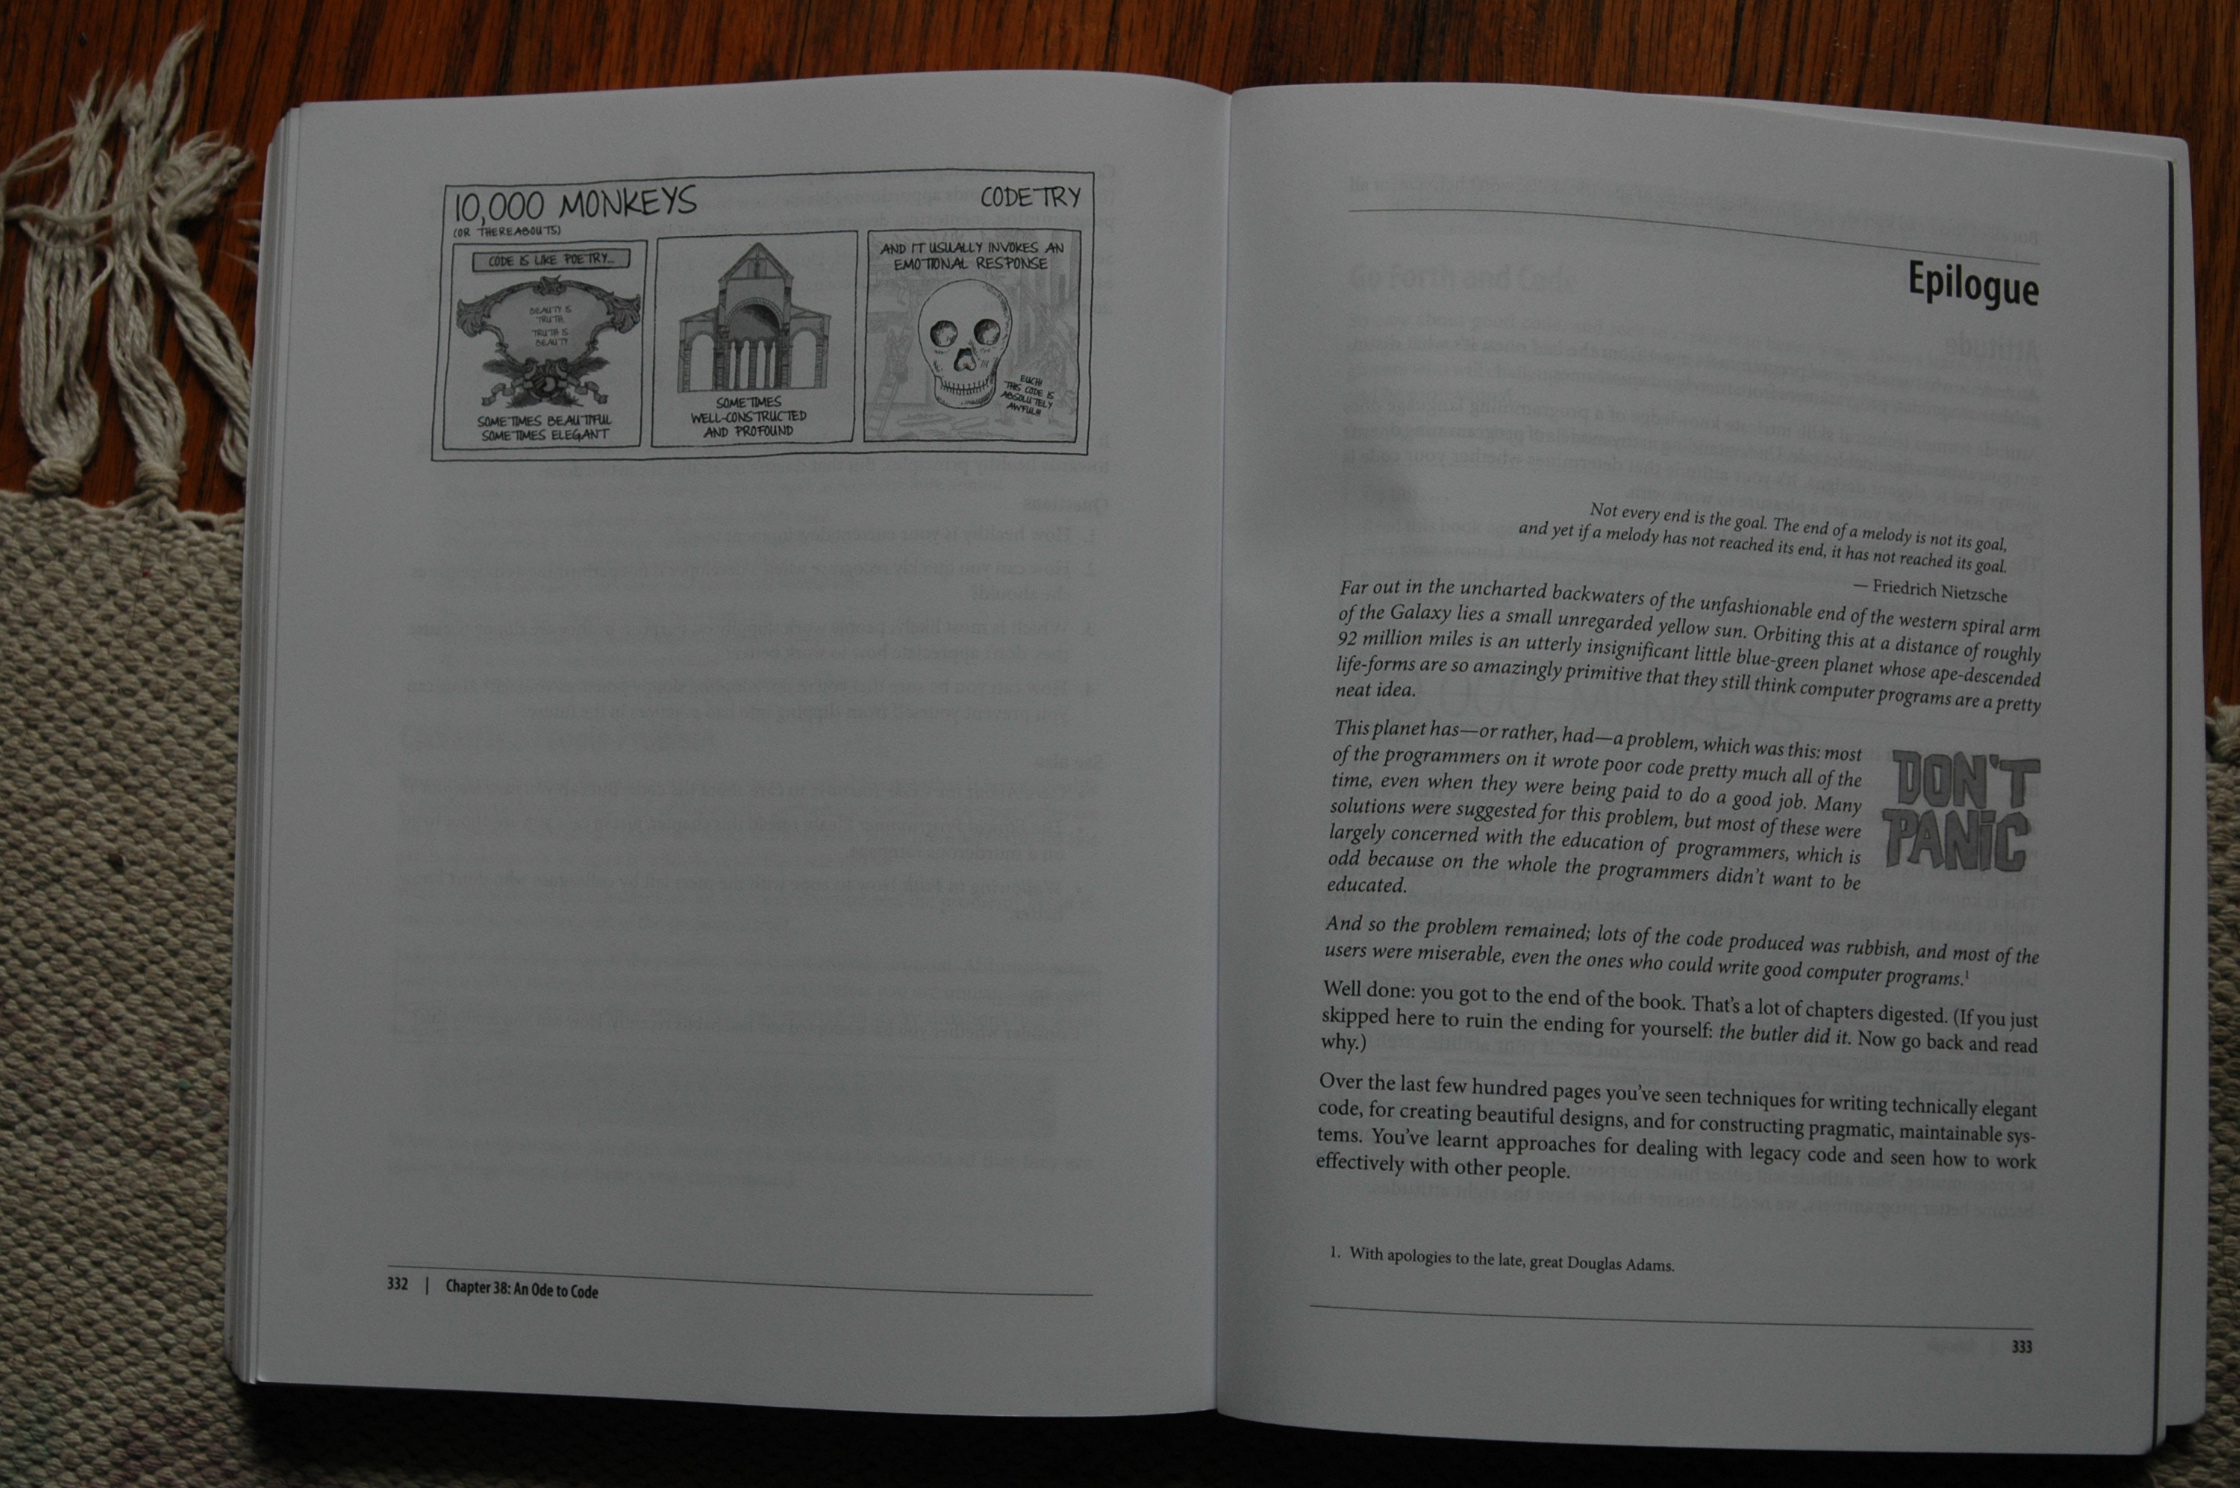 10,000 MONKEYS
(OR THEREABOUTS)
CODETRY
CODE IS LIKE POETRY...
BEAUTY IS
TRUTH
TRUTH IS
BEAUTY
SOMETIMES BEAUTIFUL
SOMETIMES ELEGANT
SOMETIMES
WELL-CONSTRUCTED
AND PROFOUND
AND IT USUALLY INVOKES AN
EMOTIONAL RESPONSE
EUCH!
THIS CODE IS
ABSOLUTELY
AWFUL!!
332 | Chapter 38: An Ode to Code
Epilogue
Not every end is the goal. The end of a melody is not its goal,
and yet if a melody has not reached its end, it has not reached its goal.
— Friedrich Nietzsche
Far out in the uncharted backwaters of the unfashionable end of the western spiral arm
of the Galaxy lies a small unregarded yellow sun. Orbiting this at a distance of roughly
92 million miles is an utterly insignificant little blue-green planet whose ape-descended
life-forms are so amazingly primitive that they still think computer programs are a pretty
neat idea.
This planet has—or rather, had—a problem, which was this: most
of the programmers on it wrote poor code pretty much all of the
time, even when they were being paid to do a good job. Many
solutions were suggested for this problem, but most of these were
largely concerned with the education of programmers, which is
odd because on the whole the programmers didn't want to be
educated.
DON'T
PANIC
And so the problem remained; lots of the code produced was rubbish, and most of the
users were miserable, even the ones who could write good computer programs.1
Well done: you got to the end of the book. That's a lot of chapters digested. (If you just
skipped here to ruin the ending for yourself: the butler did it. Now go back and read
why.)
Over the last few hundred pages you've seen techniques for writing technically elegant
code, for creating beautiful designs, and for constructing pragmatic, maintainable sys-
tems. You've learnt approaches for dealing with legacy code and seen how to work
effectively with other people.
1. With apologies to the late, great Douglas Adams.
333